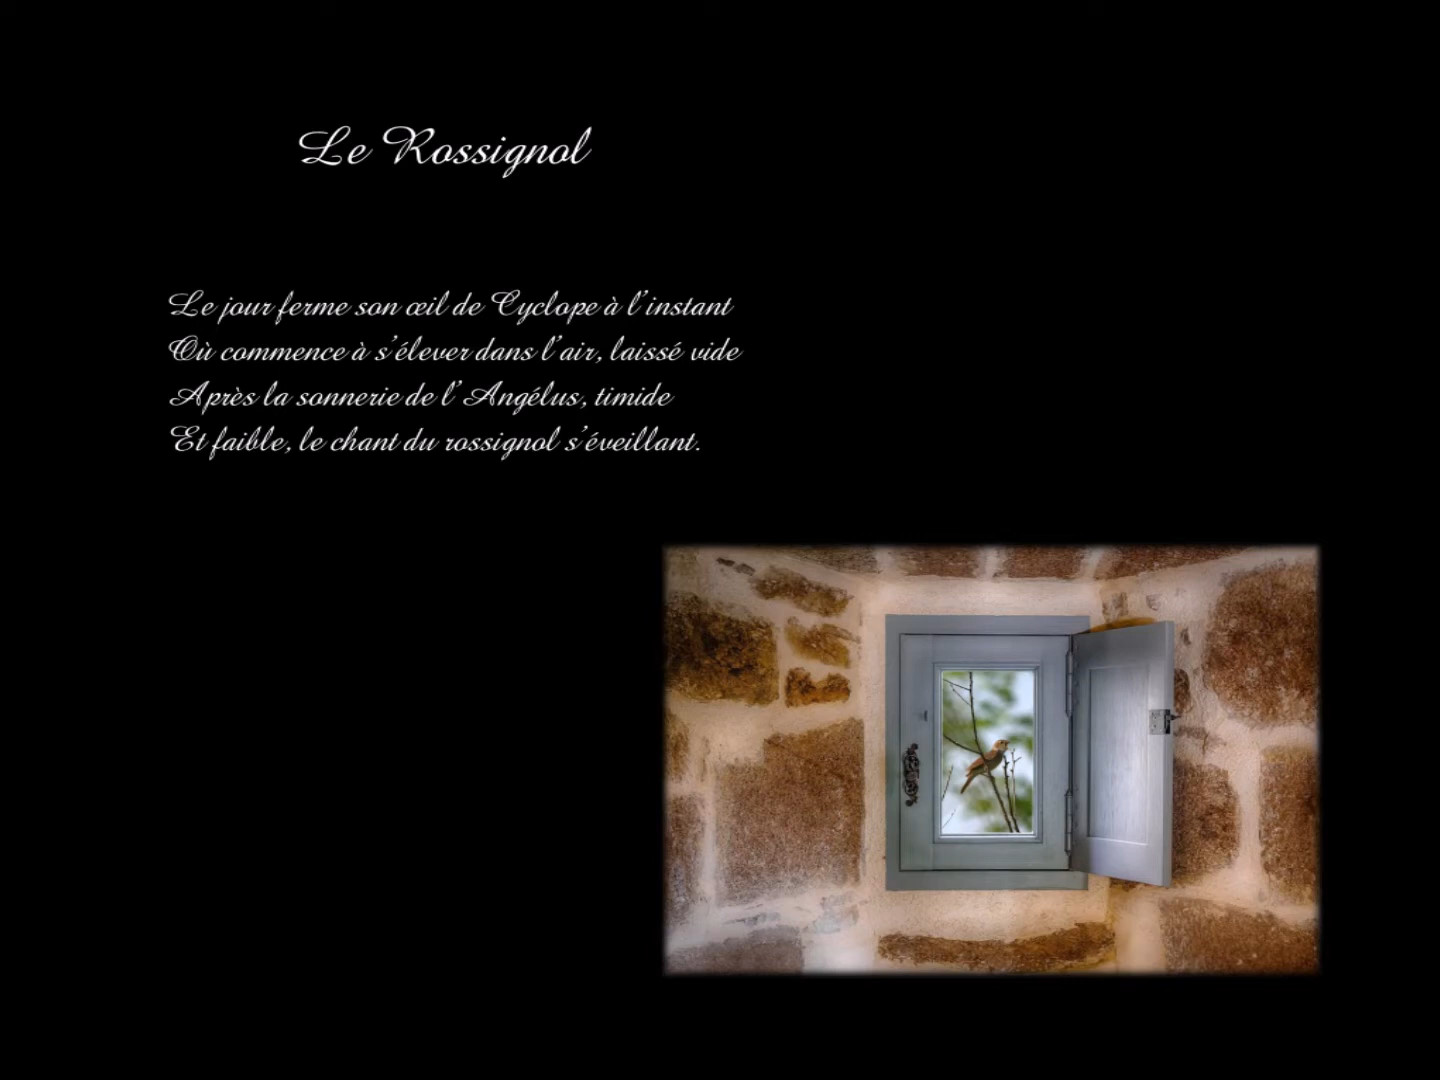 Le Rossignol
Le jour ferme son œil de Cyclope à l’instant
Où commence à s’élever dans l’air, laissé vide
Après la sonnerie de l’Angélus, timide
Et faible, le chant du rossignol s’éveillant.